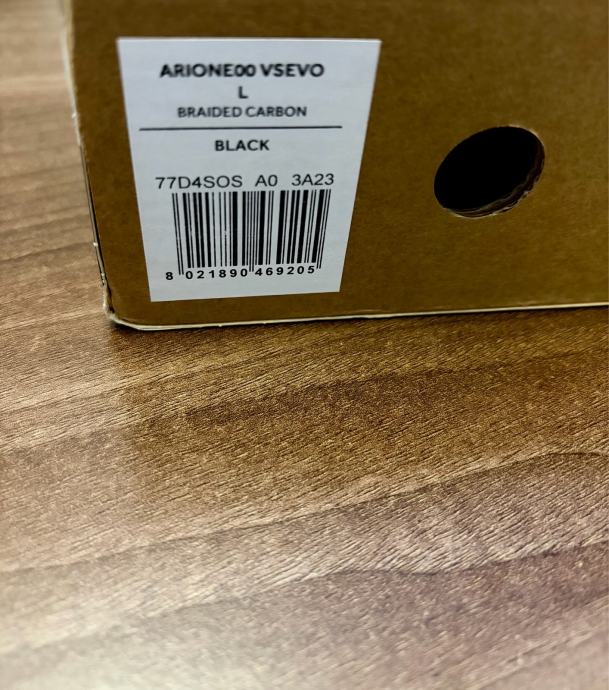 ARIONE00 VSEVO
L
BRAIDED CARBON
BLACK
77D4SOS A0 3A23
8 021890 469205